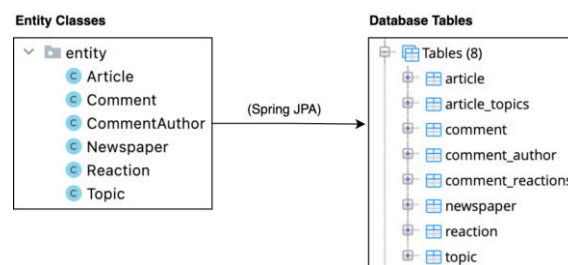 Entity Classes
entity
Article
Comment
CommentAuthor
Newspaper
Reaction
Topic
(Spring JPA)
Database Tables
Tables (8)
article
article_topics
comment
comment_author
comment_reactions
newspaper
reaction
topic